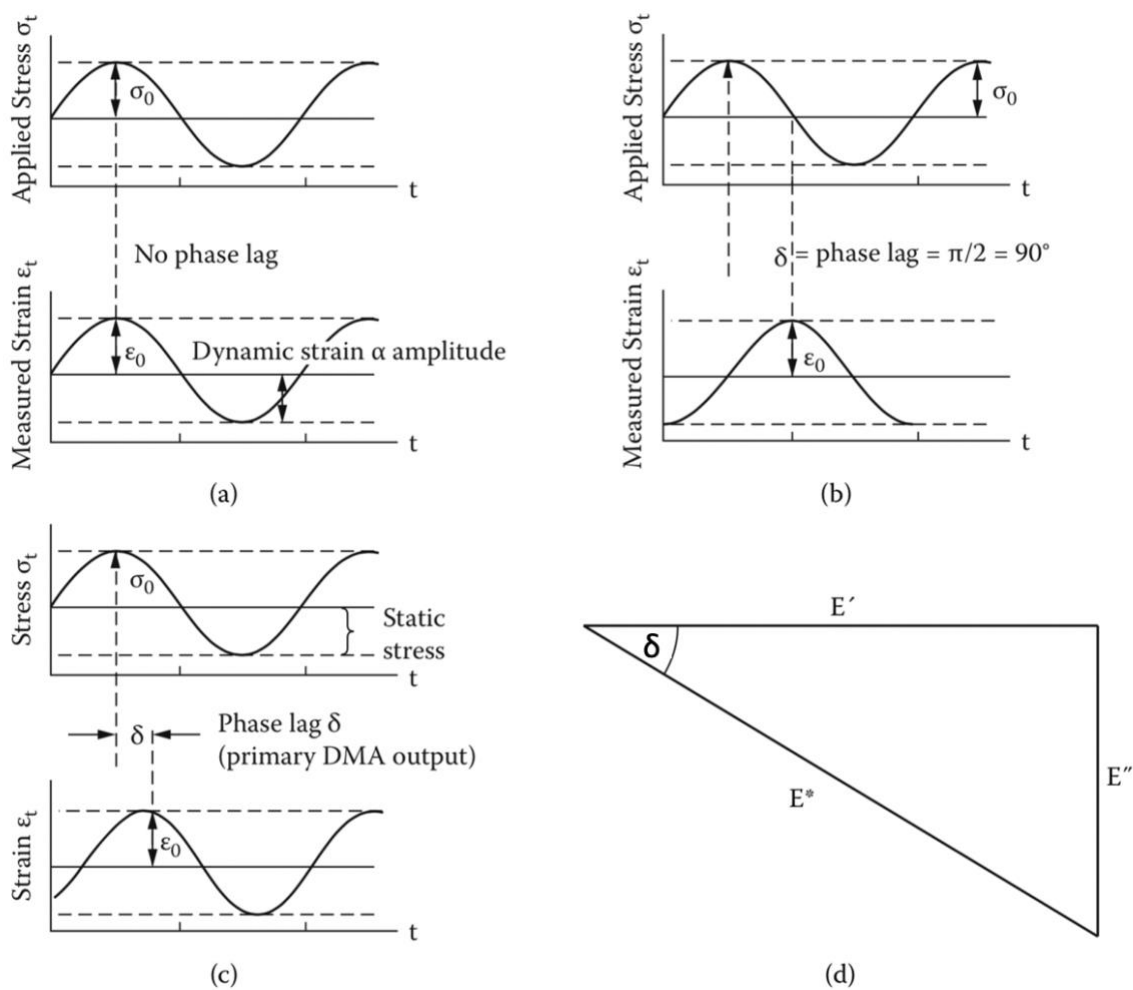 Applied Stress σt
σ0
t
No phase lag
Measured Strain εt
ε0
Dynamic strain α amplitude
t
(a)
Applied Stress σt
σ0
t
δ = phase lag = π/2 = 90°
Measured Strain εt
ε0
t
(b)
Stress σt
σ0
Static
stress
t
δ
Phase lag δ
(primary DMA output)
Strain εt
ε0
t
(c)
E′
δ
E*
E″
(d)